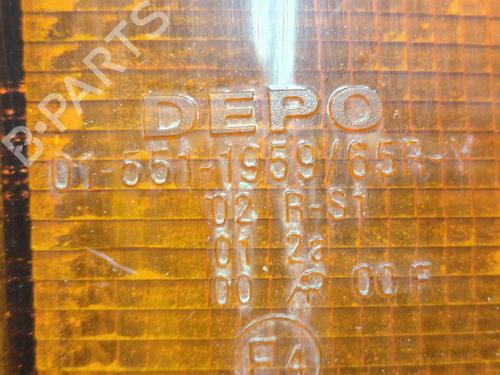 B-PARTS
DEPO
01-551-1959/65R-Y
02 R-S1
01 2a
00 00 F
E4